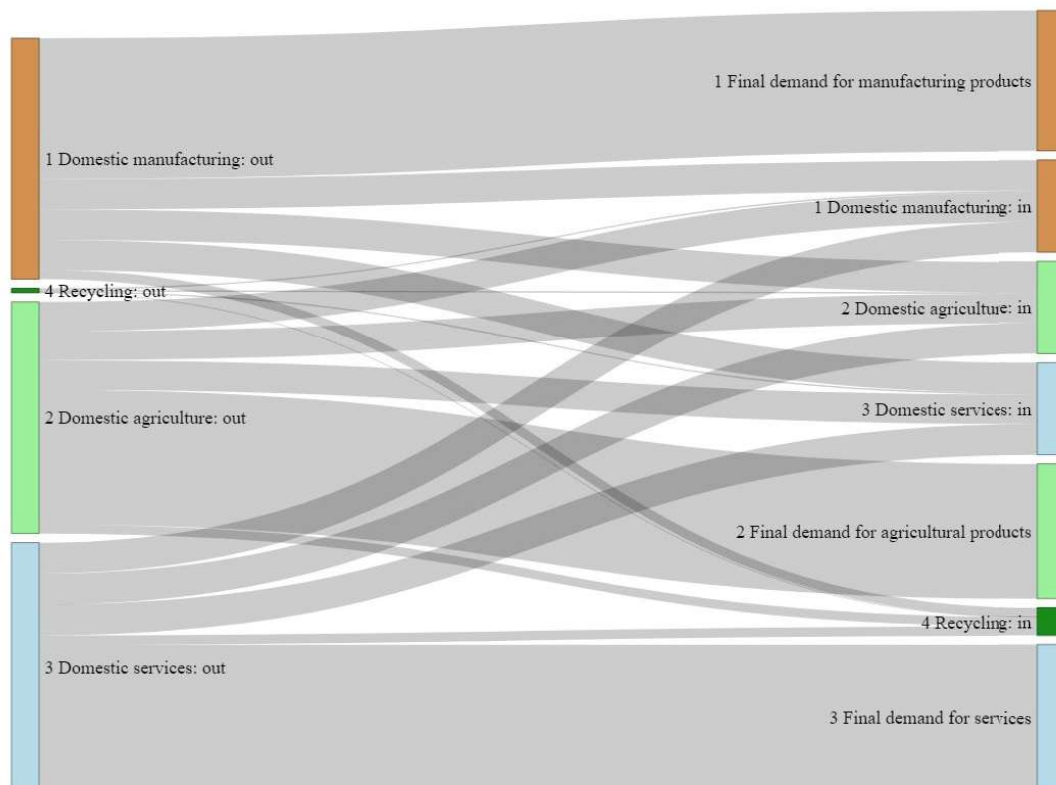 1 Domestic manufacturing: out
4 Recycling: out
2 Domestic agriculture: out
3 Domestic services: out
1 Final demand for manufacturing products
1 Domestic manufacturing: in
2 Domestic agriculture: in
3 Domestic services: in
2 Final demand for agricultural products
4 Recycling: in
3 Final demand for services